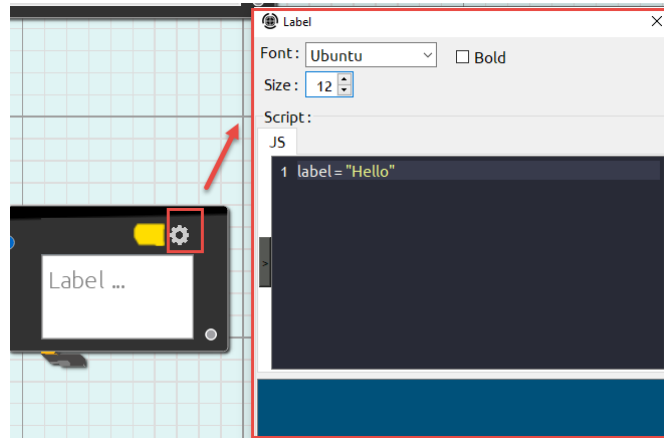 Label
Font: Ubuntu Bold
Size: 12
Script:
JS
1 label = "Hello"
>
Label ...